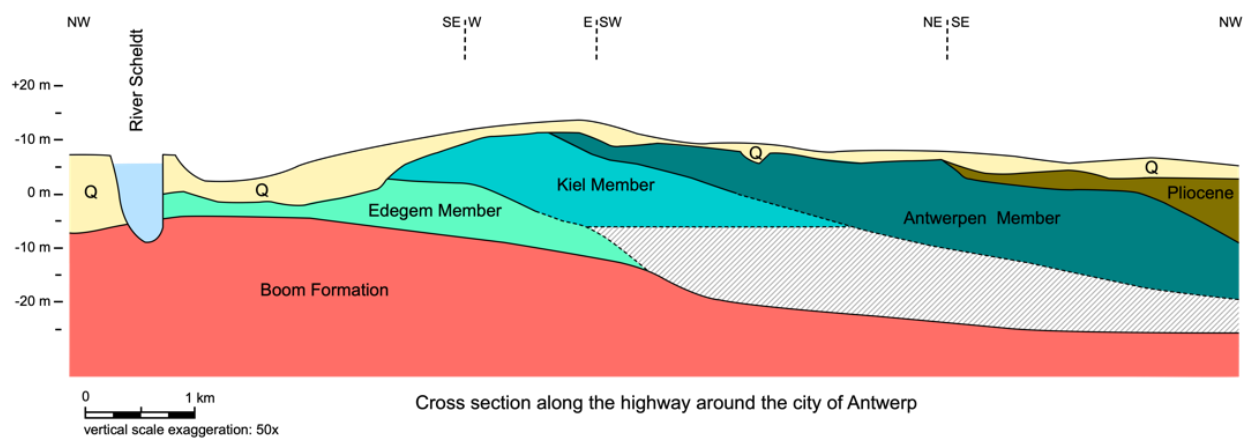 NW
SE W
E SW
NE SE
NW
River Scheldt
+20 m
-10 m
0 m
-10 m
-20 m
Q
Q
Q
Q
Kiel Member
Edegem Member
Antwerpen Member
Pliocene
Boom Formation
0 1 km
vertical scale exaggeration: 50x
Cross section along the highway around the city of Antwerp